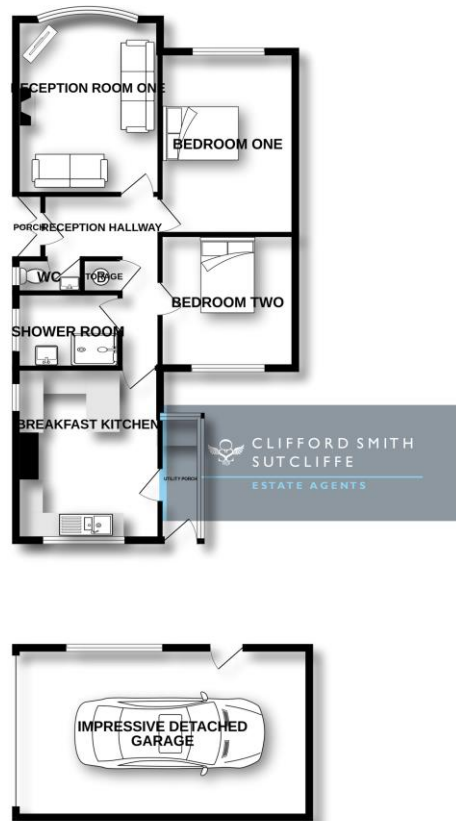 RECEPTION ROOM ONE
BEDROOM ONE
PORCH
RECEPTION HALLWAY
WC
STORAGE
BEDROOM TWO
SHOWER ROOM
BREAKFAST KITCHEN
CLIFFORD SMITH
SUTCLIFFE
ESTATE AGENTS
UTILITY PORCH
IMPRESSIVE DETACHED
GARAGE